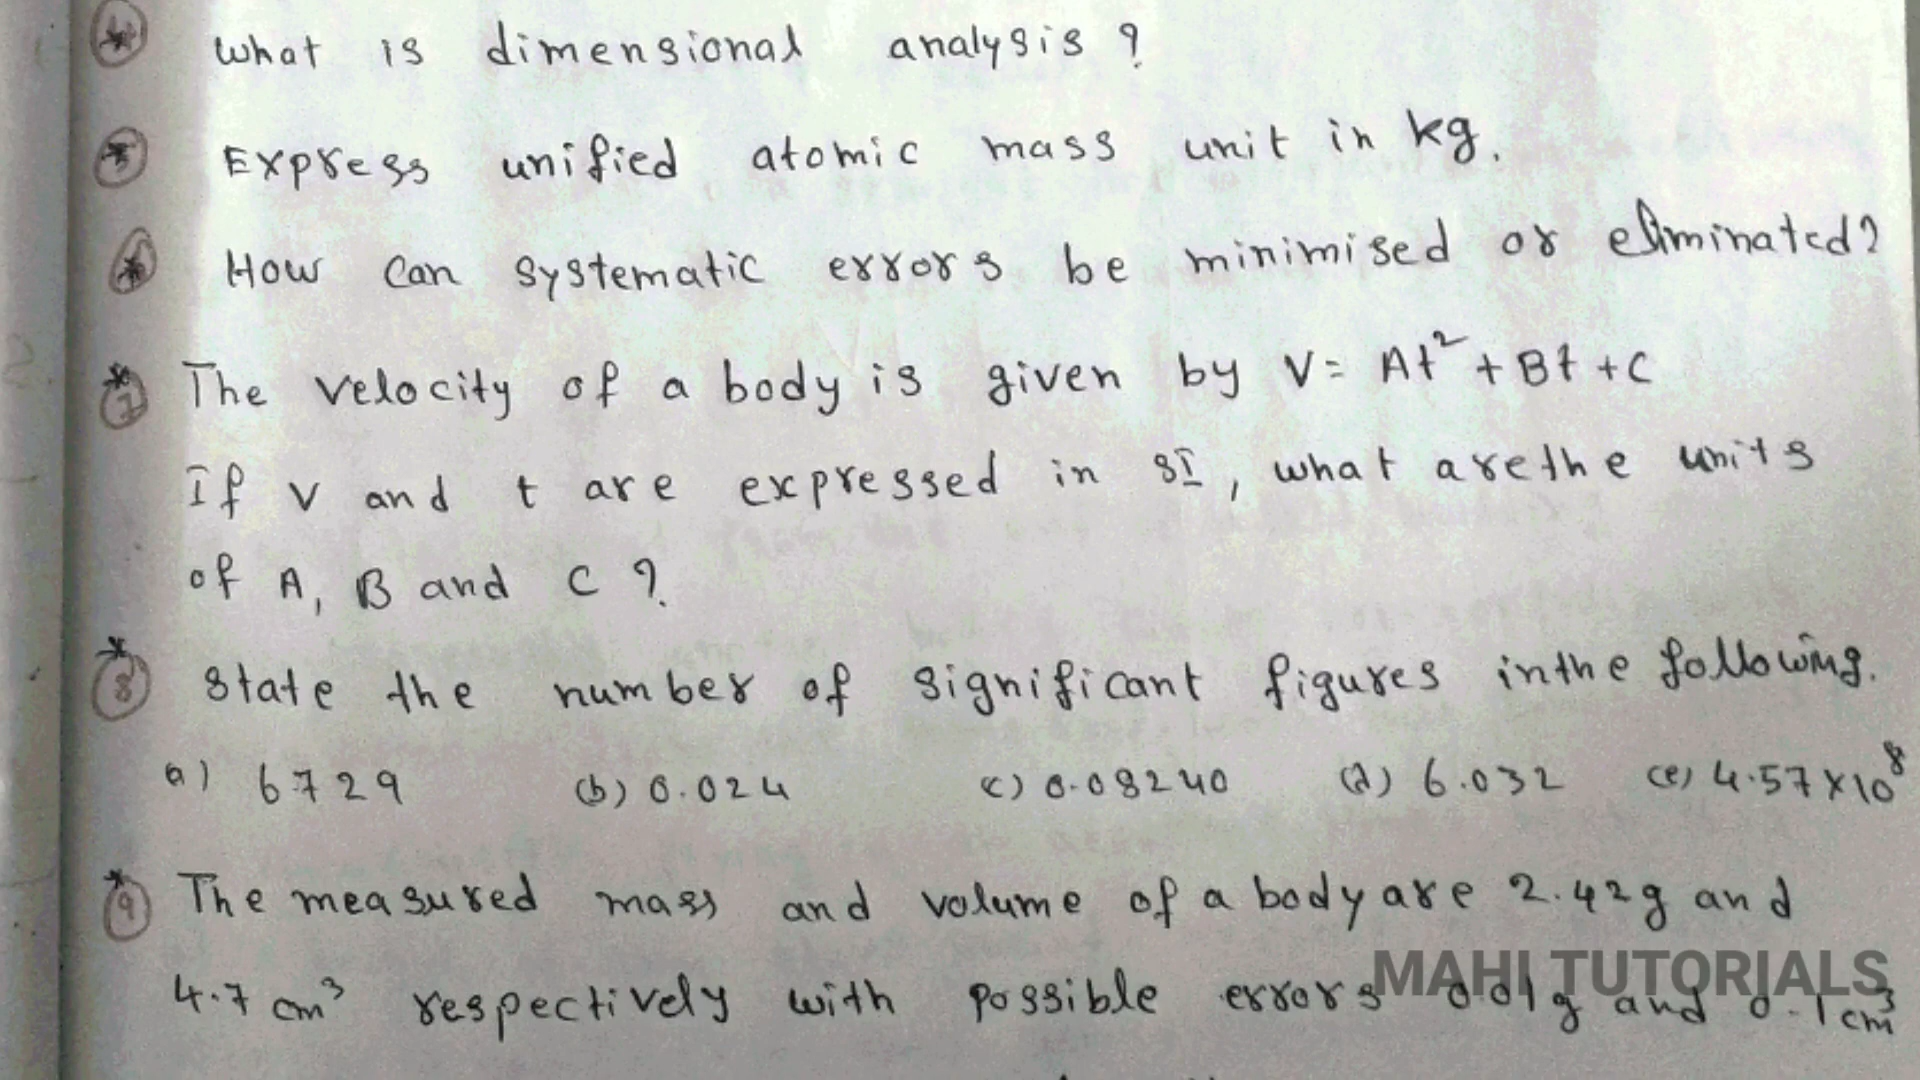 What is dimensional analysis ?
Express unified atomic mass unit in kg.
How can systematic errors be minimised or eliminated?
7 The velocity of a body is given by V = At² + Bt + C
If v and t are expressed in SI, what are the units
of A, B and C ?
8 State the number of significant figures in the following.
a) 6729 (b) 0.024 c) 0.08240 (d) 6.032 (e) 4.57 x 10⁸
9 The measured mass and volume of a body are 2.42g and
4.7 cm³ respectively with possible errors 0.01g and 0.1cm³
MAHI TUTORIALS